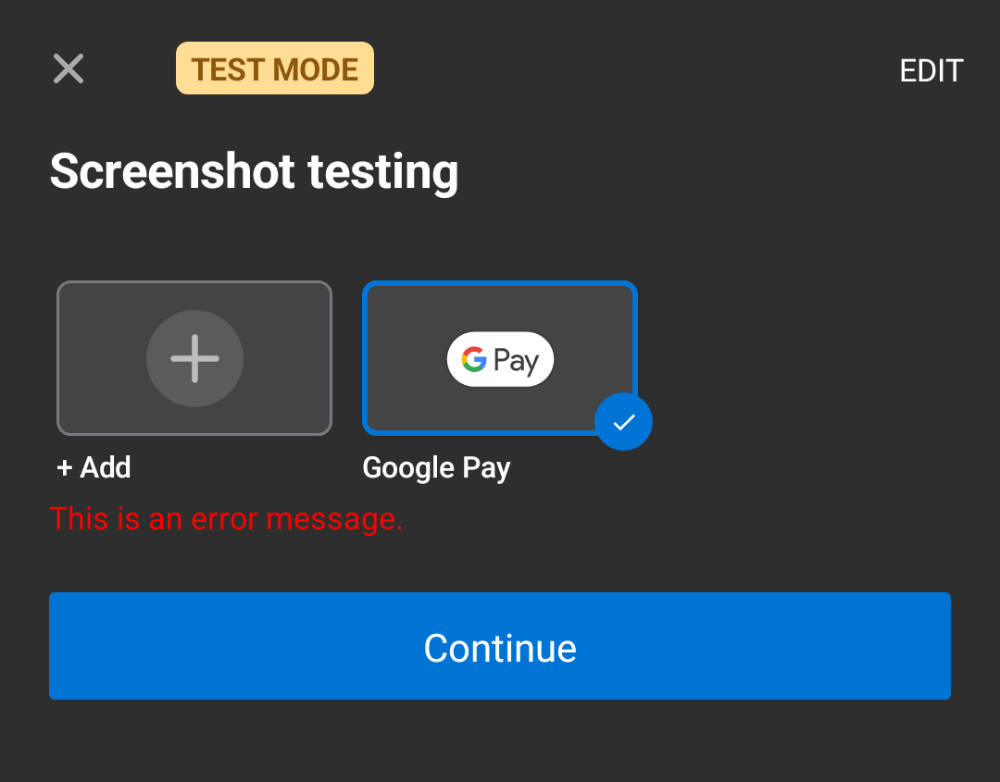 TEST MODE
EDIT
Screenshot testing
G Pay
+ Add
Google Pay
This is an error message.
Continue